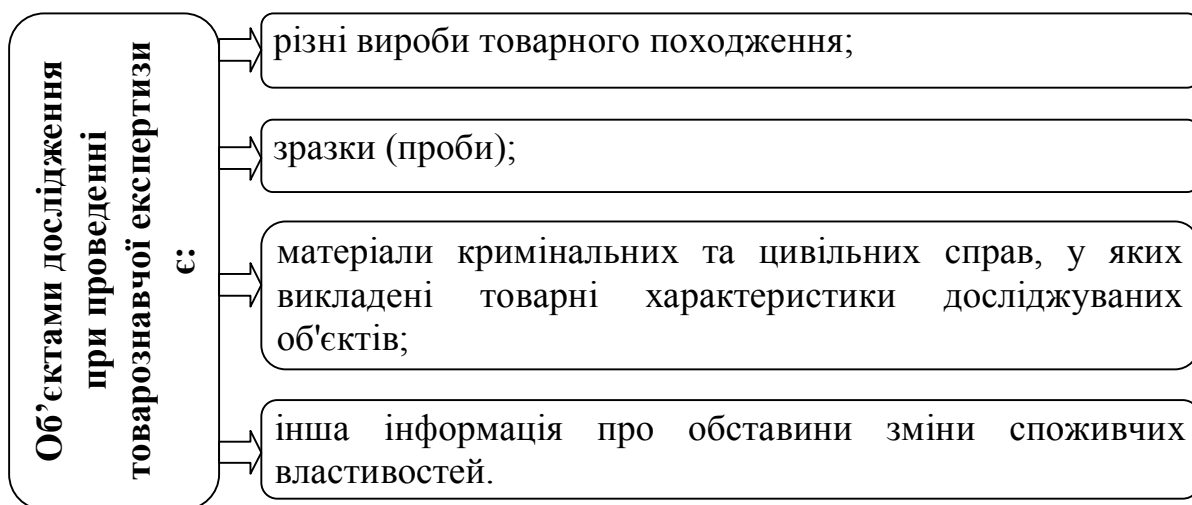 Об’єктами дослідження
при проведенні
товарознавчої експертизи
є:
різні вироби товарного походження;
зразки (проби);
матеріали кримінальних та цивільних справ, у яких
викладені товарні характеристики досліджуваних
об'єктів;
інша інформація про обставини зміни споживчих
властивостей.